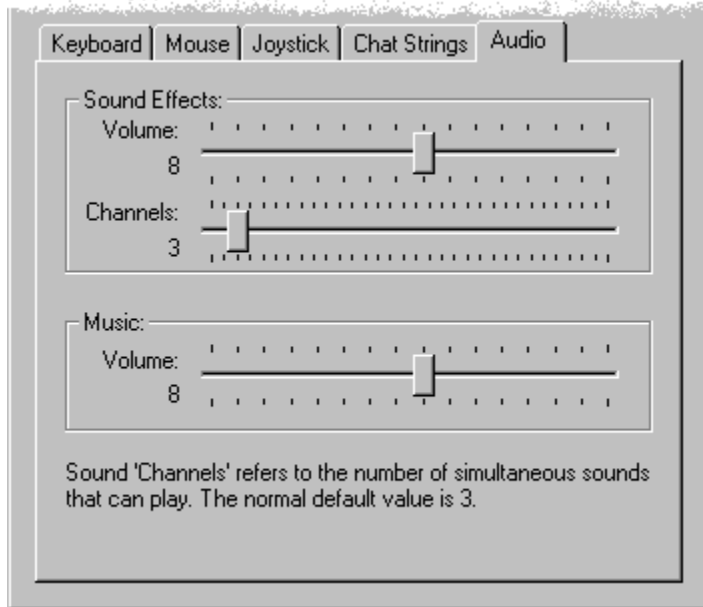 Keyboard Mouse Joystick Chat Strings Audio
Sound Effects:
Volume:
8
Channels:
3
Music:
Volume:
8
Sound 'Channels' refers to the number of simultaneous sounds
that can play. The normal default value is 3.